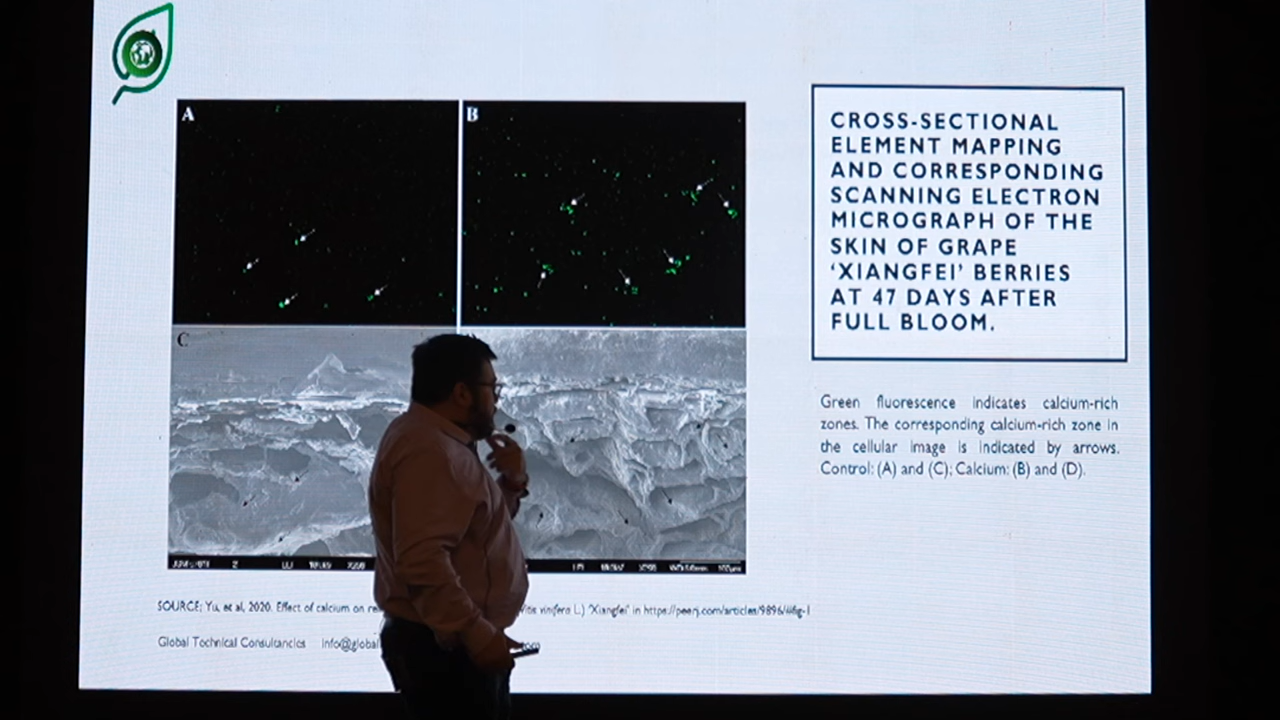 A
B
CROSS-SECTIONAL
ELEMENT MAPPING
AND CORRESPONDING
SCANNING ELECTRON
MICROGRAPH OF THE
SKIN OF GRAPE
‘XIANGFEI’ BERRIES
AT 47 DAYS AFTER
FULL BLOOM.
C
Green fluorescence indicates calcium-rich
zones. The corresponding calcium-rich zone in
the cellular image is indicated by arrows.
Control: (A) and (C); Calcium: (B) and (D).
SOURCE: Yu, et al, 2020. Effect of calcium on vinifera L.) 'Xiangfei' in https://peerj.com/articles/9896/
Global Technical Consultancies info@global